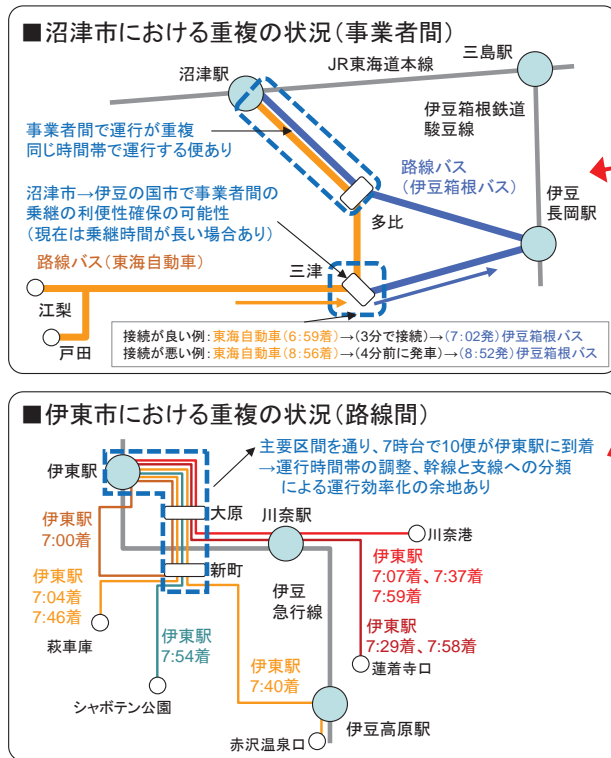 ■沼津市における重複の状況(事業者間)
沼津駅
JR東海道本線
三島駅
伊豆箱根鉄道
駿豆線
事業者間で運行が重複
同じ時間帯で運行する便あり
路線バス
(伊豆箱根バス)
伊豆
長岡駅
沼津市→伊豆の国市で事業者間の
乗継の利便性確保の可能性
(現在は乗継時間が長い場合あり)
多比
路線バス(東海自動車)
三津
江梨
戸田
接続が良い例:東海自動車(6:59着)→(3分で接続)→(7:02発)伊豆箱根バス
接続が悪い例:東海自動車(8:56着)→(4分前に発車)→(8:52発)伊豆箱根バス
■伊東市における重複の状況(路線間)
主要区間を通り、7時台で10便が伊東駅に到着
→運行時間帯の調整、幹線と支線への分類
による運行効率化の余地あり
伊東駅
大原
川奈駅
川奈港
伊東駅
7:00着
新町
伊東駅
7:07着、7:37着
7:59着
伊東駅
7:04着
7:46着
伊豆
急行線
萩車庫
伊東駅
7:54着
伊東駅
7:29着、7:58着
蓮着寺口
伊東駅
7:40着
シャボテン公園
伊豆高原駅
赤沢温泉口